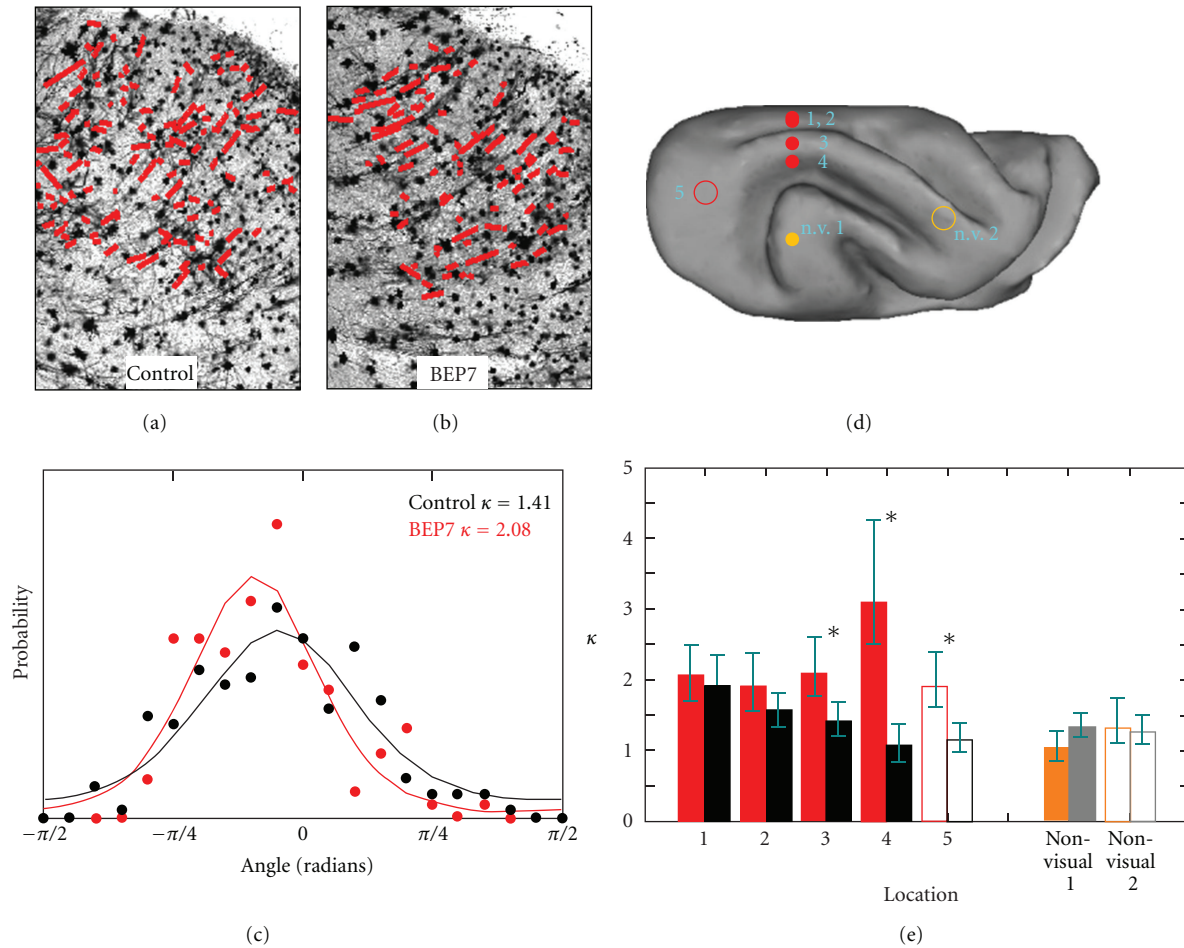 Control
(a)
BEP7
(b)
1, 2
3
4
5
n.v. 1
n.v. 2
(d)
Control κ = 1.41
BEP7 κ = 2.08
Probability
−π/2
−π/4
0
π/4
π/2
Angle (radians)
(c)
5
4
3
2
1
0
κ
*
*
*
1
2
3
4
5
Non-
visual
1
Non-
visual
2
Location
(e)